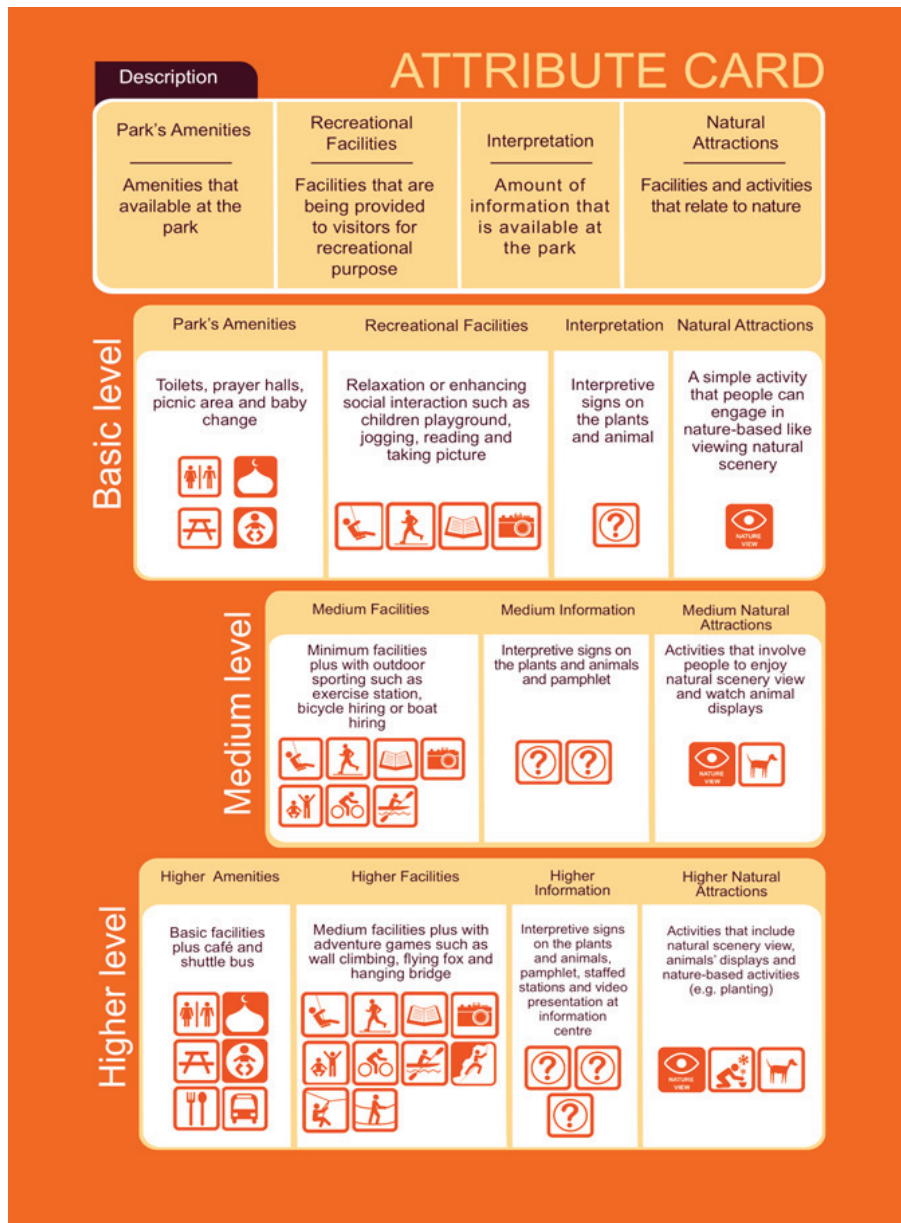 Description
ATTRIBUTE CARD
Park's Amenities
Amenities that
available at the
park
Recreational
Facilities
Facilities that are
being provided
to visitors for
recreational
purpose
Interpretation
Amount of
information that
is available at
the park
Natural
Attractions
Facilities and activities
that relate to nature
Basic level
Park's Amenities
Toilets, prayer halls,
picnic area and baby
change
Recreational Facilities
Relaxation or enhancing
social interaction such as
children playground,
jogging, reading and
taking picture
Interpretation
Interpretive
signs on
the plants
and animal
Natural Attractions
A simple activity
that people can
engage in
nature-based like
viewing natural
scenery
NATURE
VIEW
Medium level
Medium Facilities
Minimum facilities
plus with outdoor
sporting such as
exercise station,
bicycle hiring or boat
hiring
Medium Information
Interpretive signs on
the plants and animals
and pamphlet
Medium Natural
Attractions
Activities that involve
people to enjoy
natural scenery view
and watch animal
displays
NATURE
VIEW
Higher level
Higher Amenities
Basic facilities
plus café and
shuttle bus
Higher Facilities
Medium facilities plus with
adventure games such as
wall climbing, flying fox and
hanging bridge
Higher
Information
Interpretive signs
on the plants
and animals,
pamphlet, staffed
stations and video
presentation at
information
centre
Higher Natural
Attractions
Activities that include
natural scenery view,
animals' displays and
nature-based activities
(e.g. planting)
NATURE
VIEW